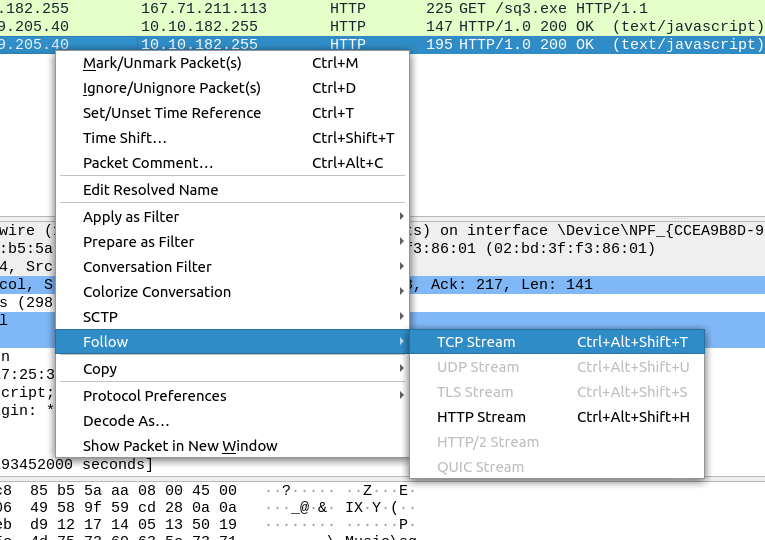 .182.255 167.71.211.113 HTTP 225 GET /sq3.exe HTTP/1.1
9.205.40 10.10.182.255 HTTP 147 HTTP/1.0 200 OK (text/javascript)
9.205.40 10.10.182.255 HTTP 195 HTTP/1.0 200 OK (text/javascript)
Mark/Unmark Packet(s) Ctrl+M
Ignore/Unignore Packet(s) Ctrl+D
Set/Unset Time Reference Ctrl+T
Time Shift… Ctrl+Shift+T
Packet Comment… Ctrl+Alt+C
Edit Resolved Name
Apply as Filter
Prepare as Filter
Conversation Filter
Colorize Conversation
SCTP
Follow
Copy
Protocol Preferences
Decode As…
Show Packet in New Window
TCP Stream Ctrl+Alt+Shift+T
UDP Stream Ctrl+Alt+Shift+U
TLS Stream Ctrl+Alt+Shift+S
HTTP Stream Ctrl+Alt+Shift+H
HTTP/2 Stream
QUIC Stream
wire ( ts) on interface \Device\NPF_{CCEA9B8D-9
:b5:5a f3:86:01 (02:bd:3f:f3:86:01)
4, Src
col, S , Ack: 217, Len: 141
s (298
l
n
17:25:3
cript;
gin: *
193452000 seconds]
c8 85 b5 5a aa 08 00 45 00 ··?····· ··Z···E·
06 49 58 9f 59 cd 28 0a 0a ···_@·&· IX·Y·(··
eb d9 12 17 14 05 13 50 19 ········ ······P·